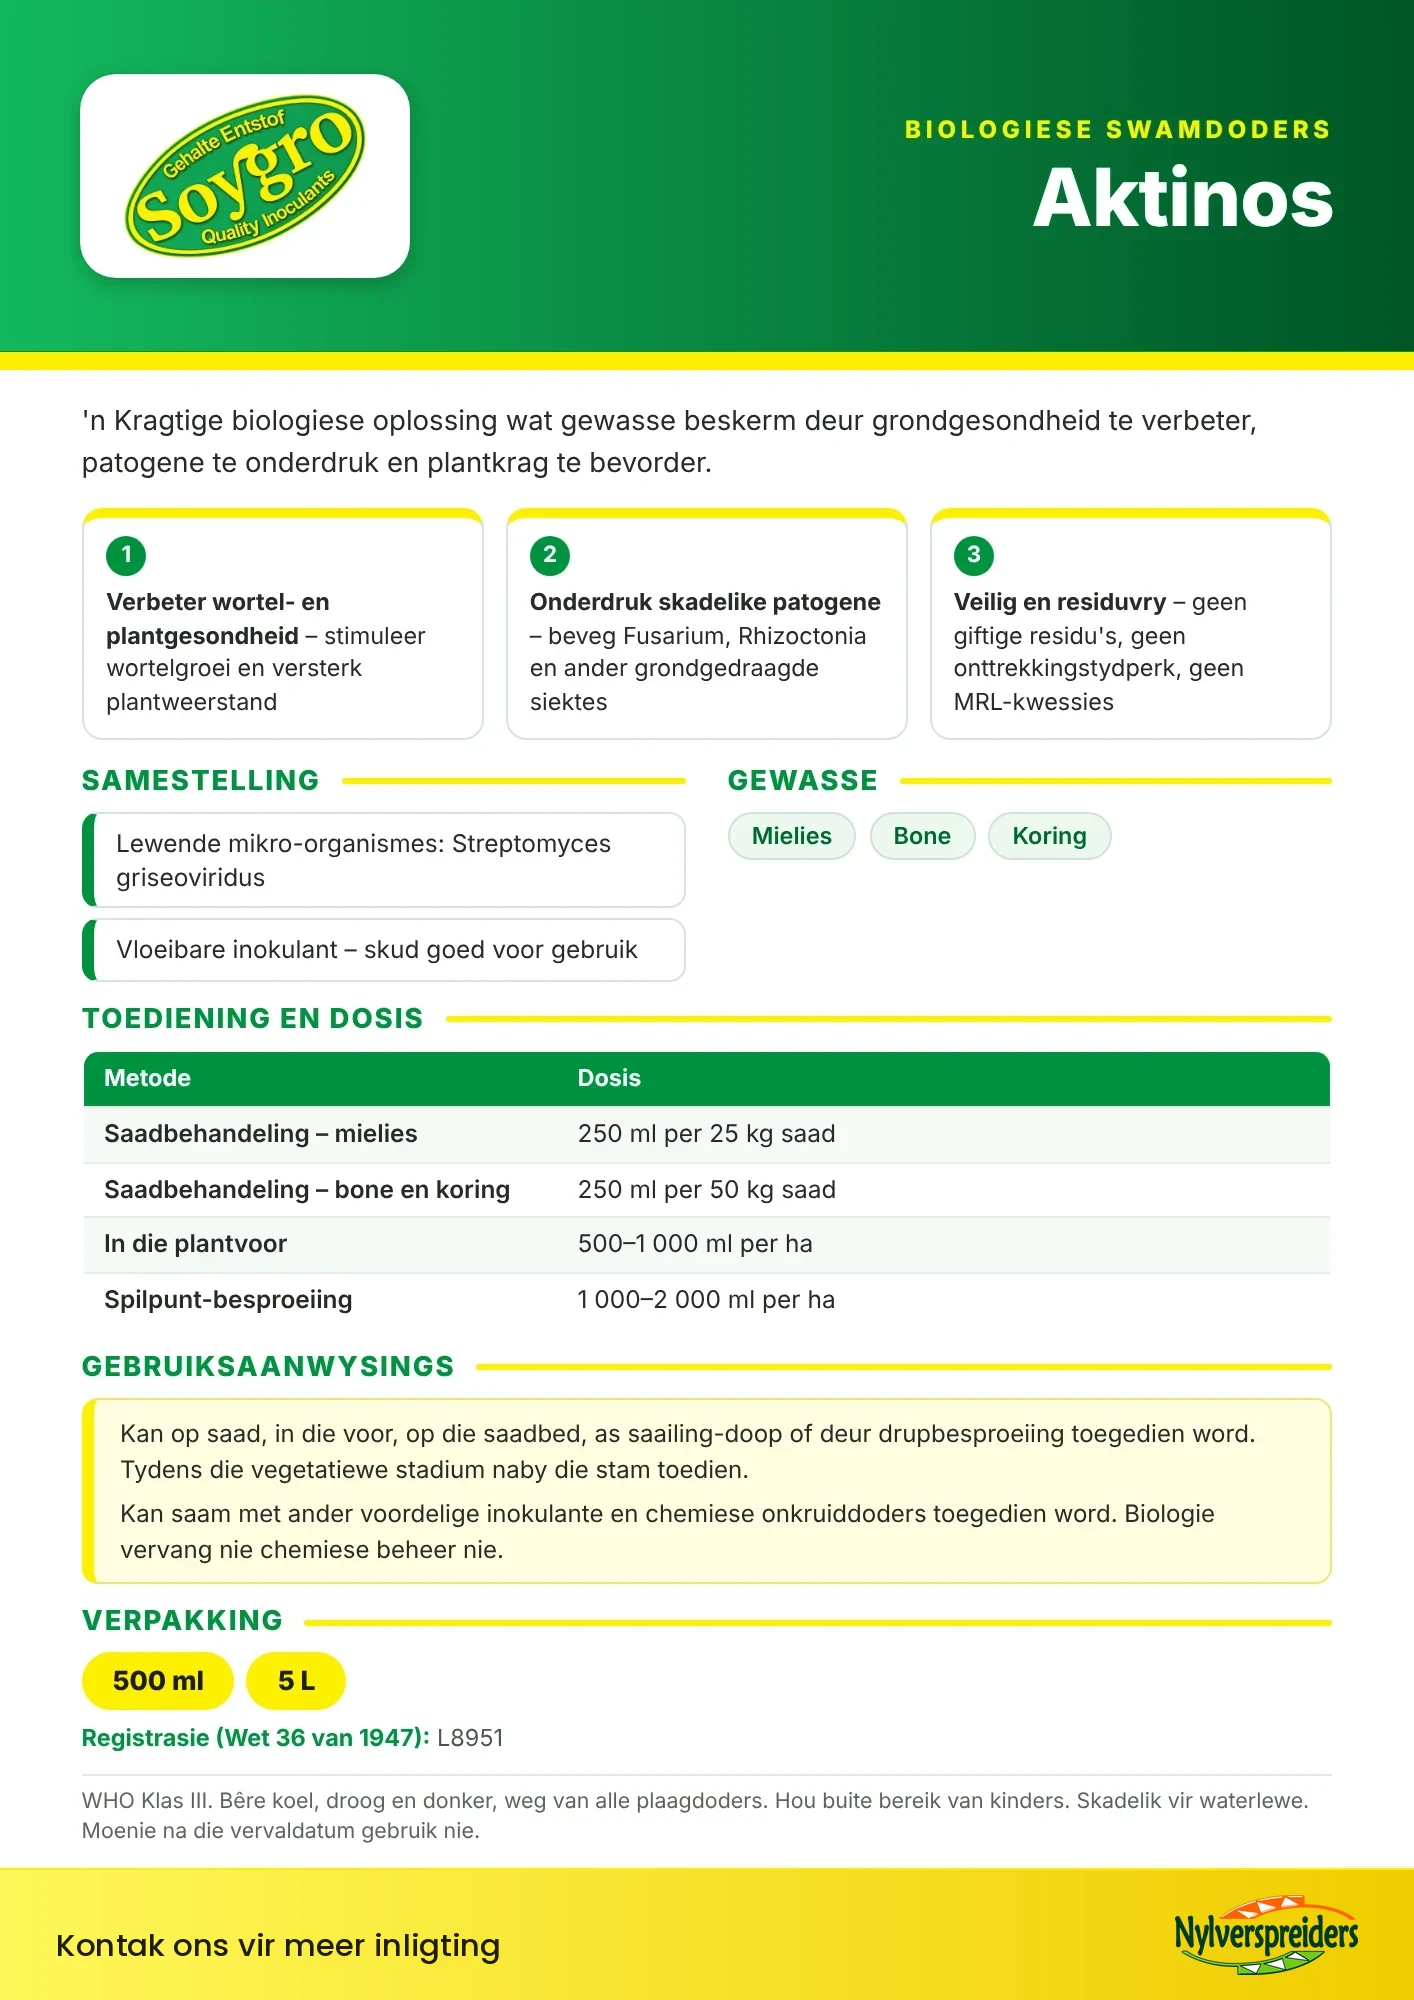 Gehalte Entstof
Soygro
Quality Inoculants
BIOLOGIESE SWAMDODERS
Aktinos
'n Kragtige biologiese oplossing wat gewasse beskerm deur grondgesondheid te verbeter,
patogene te onderdruk en plantkrag te bevorder.
1
Verbeter wortel- en
plantgesondheid – stimuleer
wortelgroei en versterk
plantweerstand
2
Onderdruk skadelike patogene
– beveg Fusarium, Rhizoctonia
en ander grondgedraagde
siektes
3
Veilig en residuvry – geen
giftige residu's, geen
onttrekkingstydperk, geen
MRL-kwessies
SAMESTELLING
Lewende mikro-organismes: Streptomyces
griseoviridus
Vloeibare inokulant – skud goed voor gebruik
GEWASSE
Mielies Bone Koring
TOEDIENING EN DOSIS
Metode Dosis
Saadbehandeling – mielies 250 ml per 25 kg saad
Saadbehandeling – bone en koring 250 ml per 50 kg saad
In die plantvoor 500–1 000 ml per ha
Spilpunt-besproeiing 1 000–2 000 ml per ha
GEBRUIKSAANWYSINGS
Kan op saad, in die voor, op die saadbed, as saailing-doop of deur drupbesproeiing toegedien word.
Tydens die vegetatiewe stadium naby die stam toedien.
Kan saam met ander voordelige inokulante en chemiese onkruiddoders toegedien word. Biologie
vervang nie chemiese beheer nie.
VERPAKKING
500 ml 5 L
Registrasie (Wet 36 van 1947): L8951
WHO Klas III. Bêre koel, droog en donker, weg van alle plaagdoders. Hou buite bereik van kinders. Skadelik vir waterlewe.
Moenie na die vervaldatum gebruik nie.
Kontak ons vir meer inligting
Nylverspreiders